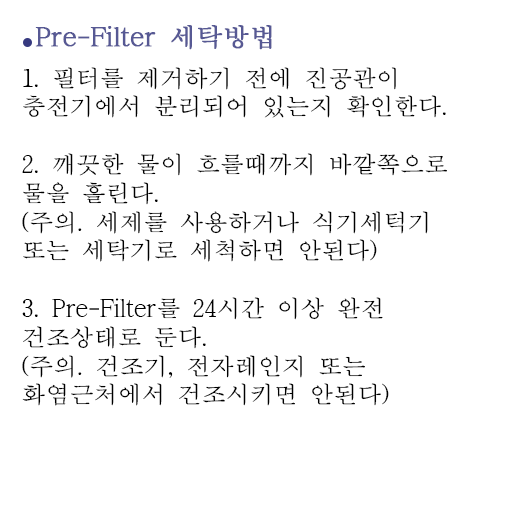 ●Pre-Filter 세탁방법
1. 필터를 제거하기 전에 진공관이
충전기에서 분리되어 있는지 확인한다.
2. 깨끗한 물이 흐를때까지 바깥쪽으로
물을 흘린다.
(주의. 세제를 사용하거나 식기세턱기
또는 세탁기로 세척하면 안된다)
3. Pre-Filter를 24시간 이상 완전
건조상태로 둔다.
(주의. 건조기, 전자레인지 또는
화염근처에서 건조시키면 안된다)